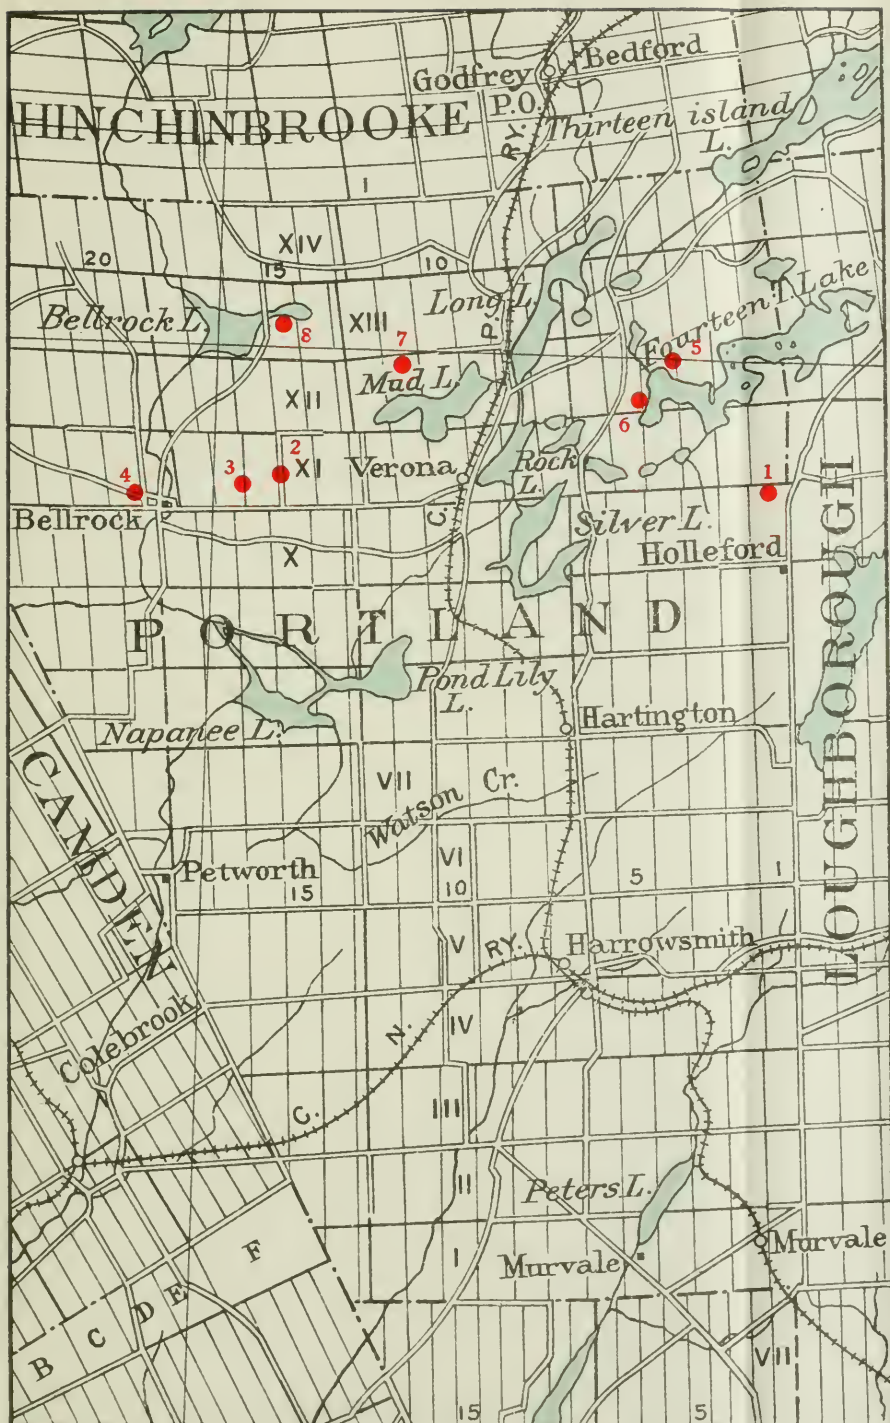 Bedford
Godfrey
P.O.
HINCHINBROOKE
RY.
Thirteen island
L.
I
XIV
20
15
10
Long L.
P.
Bellrock L.
8
XIII
7
Fourteen I. Lake
5
Mud L.
XII
6
4
3
2
XI
Verona
Rock
L.
1
Bellrock
C.
Silver L.
X
Holleford
LOUGHBOROUGH
PORTLAND
Pond Lily
L.
Napanee L.
Hartington
CAMDEN
VII
Watson Cr.
Petworth
VI
15
10
5
1
V
RY.
Harrowsmith
Colebrook
N.
IV
C.
III
II
Peters L.
F
I
Murvale
Murvale
B
C
D
E
VII
15
5